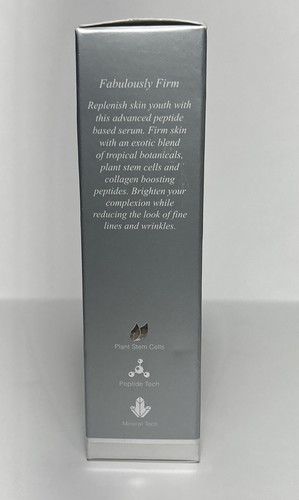 Fabulously Firm
Replenish skin youth with
this advanced peptide
based serum. Firm skin
with an exotic blend
of tropical botanicals,
plant stem cells and
collagen boosting
peptides. Brighten your
complexion while
reducing the look of fine
lines and wrinkles.
Plant Stem Cells
Peptide Tech
Mineral Tech